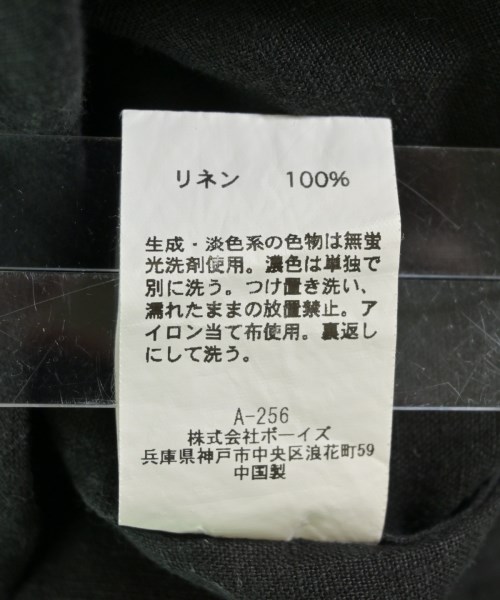 リネン 100%
生成・淡色系の色物は無蛍
光洗剤使用。濃色は単独で
別に洗う。つけ置き洗い、
濡れたままの放置禁止。ア
イロン当て布使用。裏返し
にして洗う。
A-256
株式会社ボーイズ
兵庫県神戸市中央区浪花町59
中国製